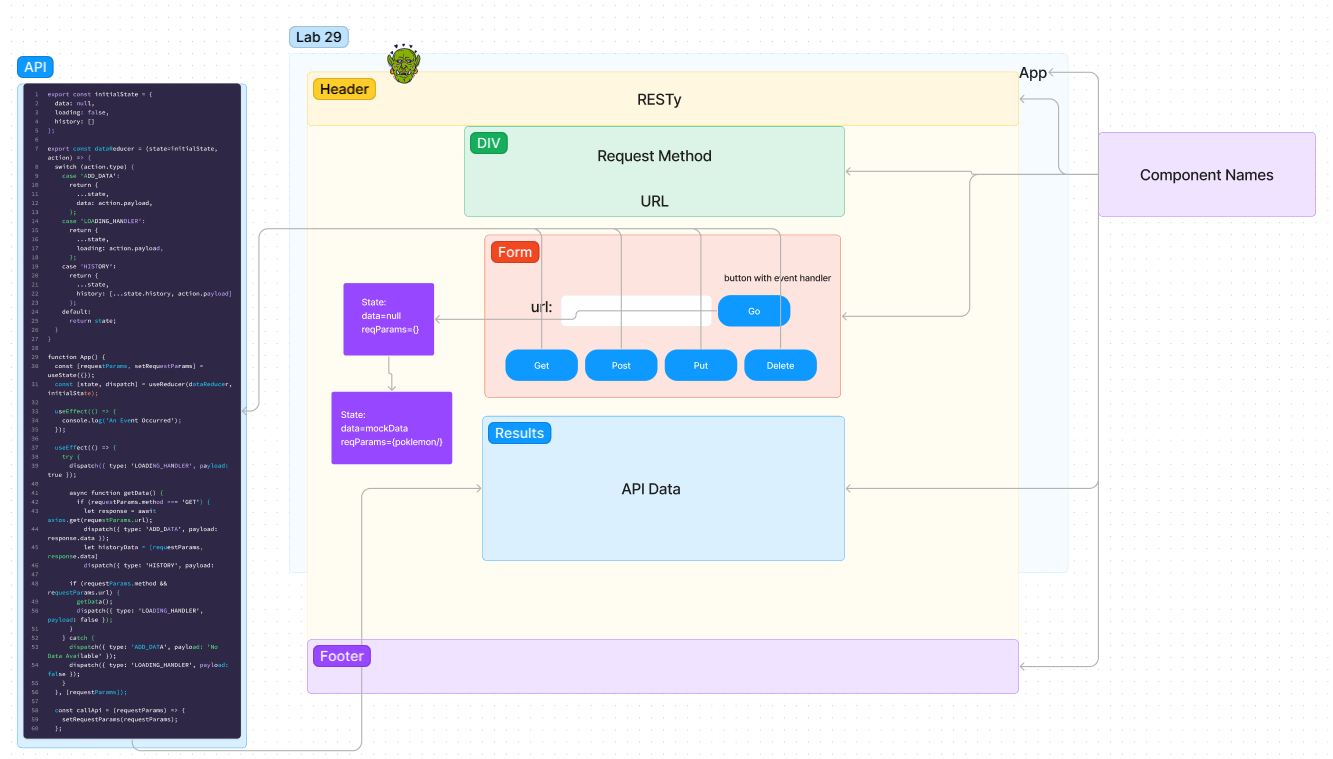 Lab 29
API
1 export const initialState = {
2 data: null,
3 loading: false,
4 history: []
5 };
6
7 export const dataReducer = (state=initialState,
action) => {
8 switch (action.type) {
9 case 'ADD_DATA':
10 return {
11 ...state,
12 data: action.payload,
13 };
14 case 'LOADING_HANDLER':
15 return {
16 ...state,
17 loading: action.payload,
18 };
19 case 'HISTORY':
20 return {
21 ...state,
22 history: [...state.history, action.payload]
23 };
24 default:
25 return state;
26 }
27 }
28
29 function App() {
30 const [requestParams, setRequestParams] =
useState({});
31 const [state, dispatch] = useReducer(dataReducer,
initialState);
32
33 useEffect(() => {
34 console.log('An Event Occurred');
35 });
36
37 useEffect(() => {
38 try {
39 dispatch({ type: 'LOADING_HANDLER', payload:
true });
40
41 async function getData() {
42 if (requestParams.method === 'GET') {
43 let response = await
axios.get(requestParams.url);
44 dispatch({ type: 'ADD_DATA', payload:
response.data });
45 let historyData = [requestParams,
response.data]
46 dispatch({ type: 'HISTORY', payload:
47
48 if (requestParams.method &&
requestParams.url) {
49 getData();
50 dispatch({ type: 'LOADING_HANDLER',
payload: false });
51 }
52 } catch {
53 dispatch({ type: 'ADD_DATA', payload: 'No
Data Available' });
54 dispatch({ type: 'LOADING_HANDLER', payload:
false });
55 }
56 }, [requestParams]);
57
58 const callApi = (requestParams) => {
59 setRequestParams(requestParams);
60 };
App
Header
RESTy
DIV
Request Method
URL
Component Names
Form
button with event handler
url:
Go
Get
Post
Put
Delete
State:
data=null
reqParams={}
State:
data=mockData
reqParams={poklemon/}
Results
API Data
Footer